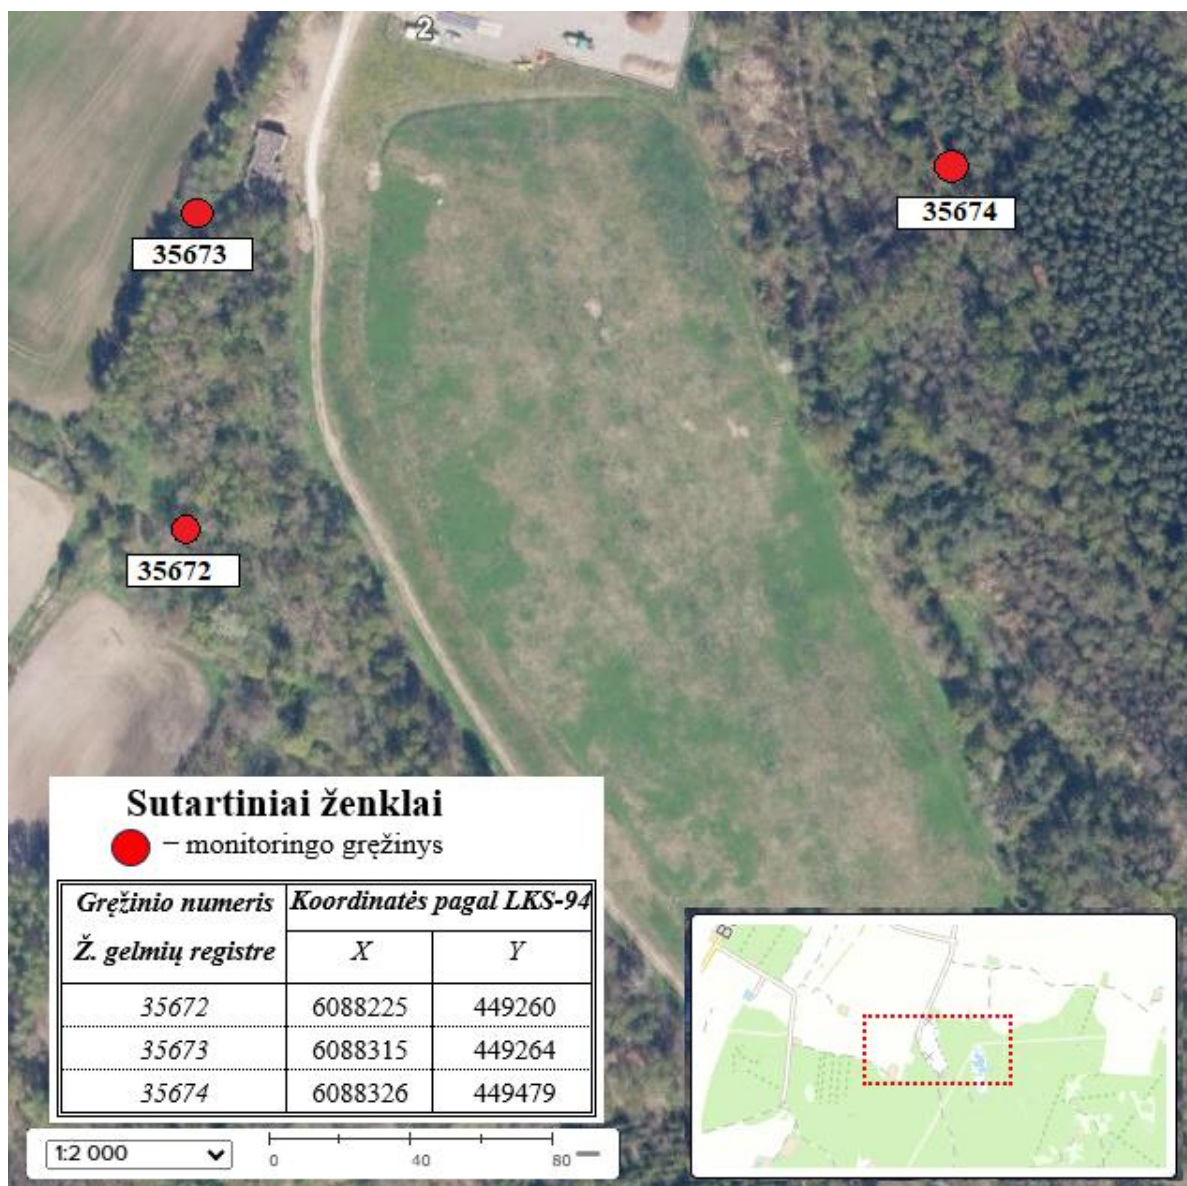 2
35673
35674
35672
Sutartiniai ženklai
– monitoringo gręžinys
Gręžinio numeris
Ž. gelmių registre
Koordinatės pagal LKS-94
X Y
35672 6088225 449260
35673 6088315 449264
35674 6088326 449479
1:2 000
0 40 80